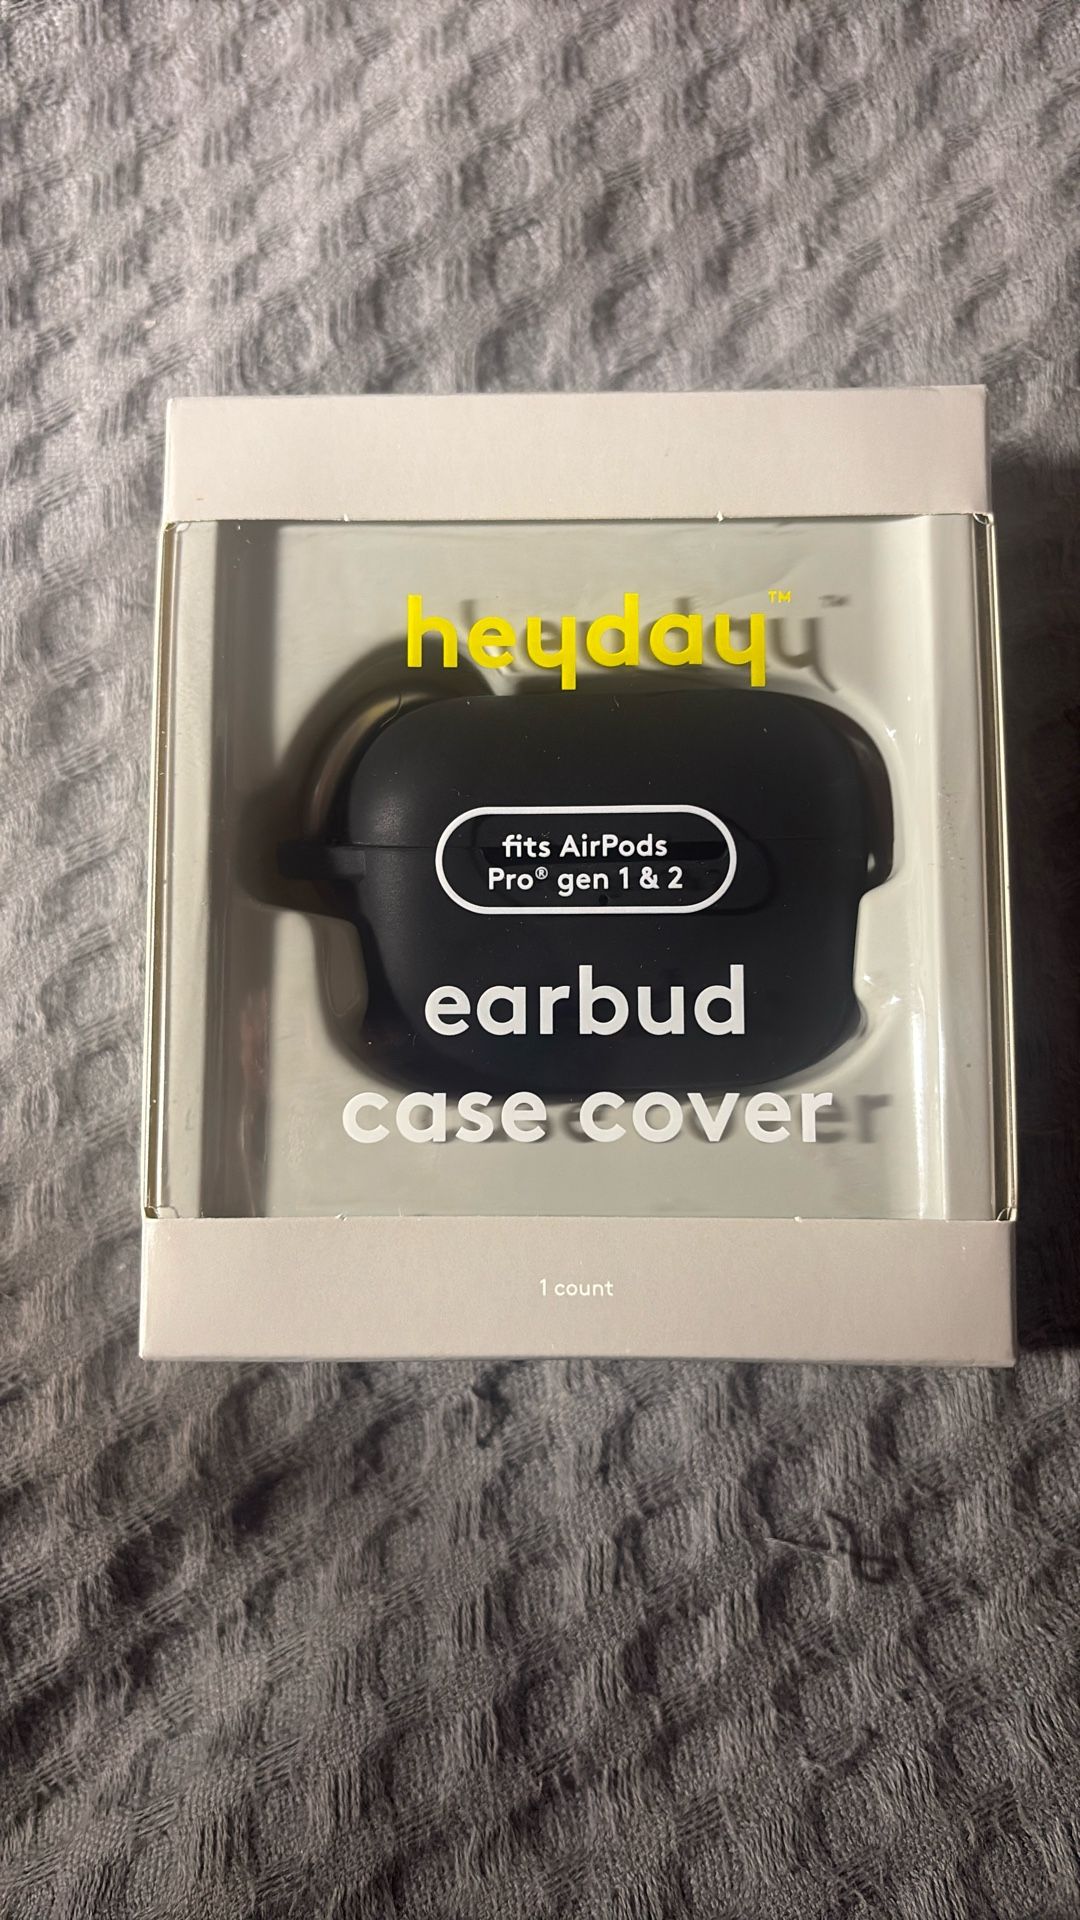 heyday™
fits AirPods
Pro® gen 1 & 2
earbud
case cover
1 count